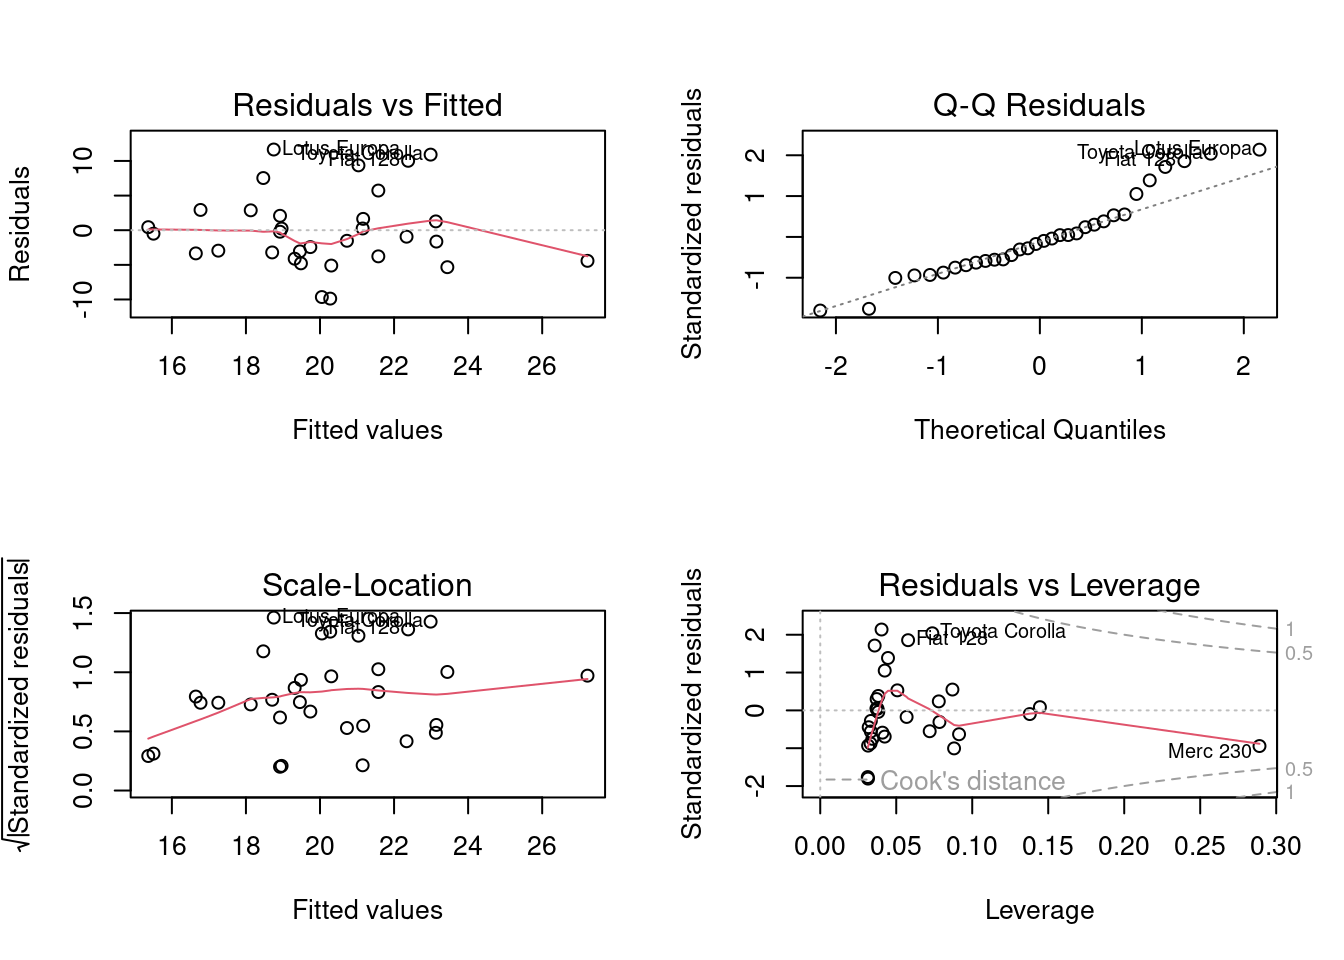 Residuals vs Fitted
Residuals
10
0
-10
Lotus Europa
Toyota Corolla
Fiat 128
16 18 20 22 24 26
Fitted values
Q-Q Residuals
Standardized residuals
2
1
-1
Lotus Europa
Toyota Corolla
Fiat 128
-2 -1 0 1 2
Theoretical Quantiles
Scale-Location
√|Standardized residuals|
1.5
1.0
0.5
0.0
Lotus Europa
Toyota Corolla
Fiat 128
16 18 20 22 24 26
Fitted values
Residuals vs Leverage
Standardized residuals
2
1
0
-2
Toyota Corolla
Fiat 128
Merc 230
Cook's distance
1
0.5
0.5
1
0.00 0.05 0.10 0.15 0.20 0.25 0.30
Leverage